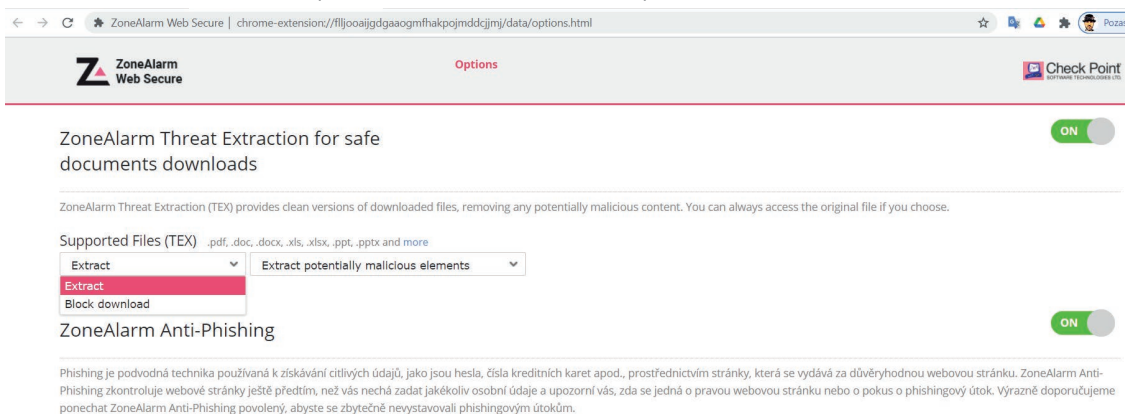 ZoneAlarm Web Secure | chrome-extension://flljooaijgdgaaogmfhakpojmddcjjmj/data/options.html
Pozas
ZoneAlarm
Web Secure
Options
Check Point
SOFTWARE TECHNOLOGIES LTD.
ZoneAlarm Threat Extraction for safe
documents downloads
ON
ZoneAlarm Threat Extraction (TEX) provides clean versions of downloaded files, removing any potentially malicious content. You can always access the original file if you choose.
Supported Files (TEX) .pdf, .doc, .docx, .xls, .xlsx, .ppt, .pptx and more
Extract Extract potentially malicious elements
Extract
Block download
ZoneAlarm Anti-Phishing
ON
Phishing je podvodná technika používaná k získávání citlivých údajů, jako jsou hesla, čísla kreditních karet apod., prostřednictvím stránky, která se vydává za důvěryhodnou webovou stránku. ZoneAlarm Anti-
Phishing zkontroluje webové stránky ještě předtím, než vás nechá zadat jakékoliv osobní údaje a upozorní vás, zda se jedná o pravou webovou stránku nebo o pokus o phishingový útok. Výrazně doporučujeme
ponechat ZoneAlarm Anti-Phishing povolený, abyste se zbytečně nevystavovali phishingovým útokům.